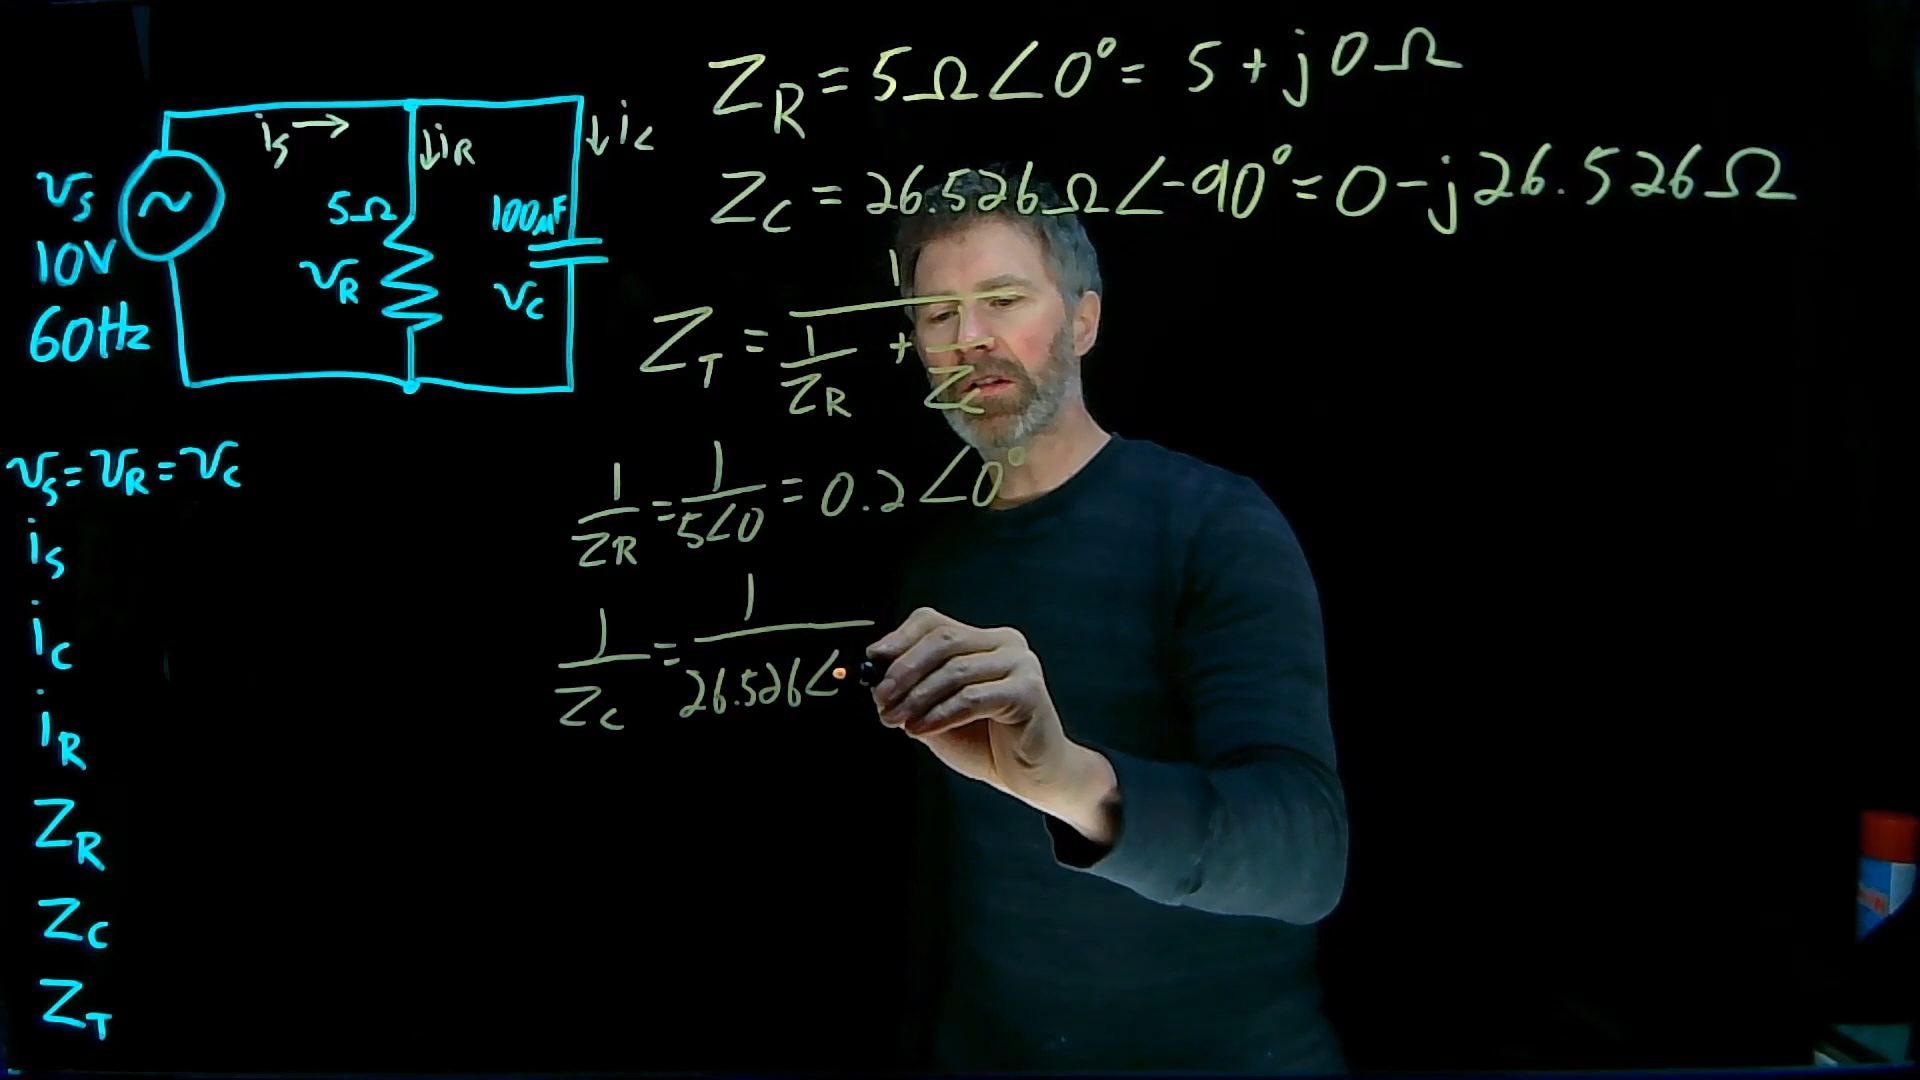 Z_R = 5Ω∠0° = 5 + j0Ω
Z_C = 26.526Ω∠-90° = 0 - j26.526Ω
i_S → ↓i_R ↓i_C
v_S 10V 60Hz
5Ω v_R
100μF v_C
Z_T = 1/(1/Z_R + 1/Z_C)
v_S = v_R = v_C
1/Z_R = 1/5∠0 = 0.2∠0°
i_S
1/Z_C = 1/26.526∠-
i_C
i_R
Z_R
Z_C
Z_T